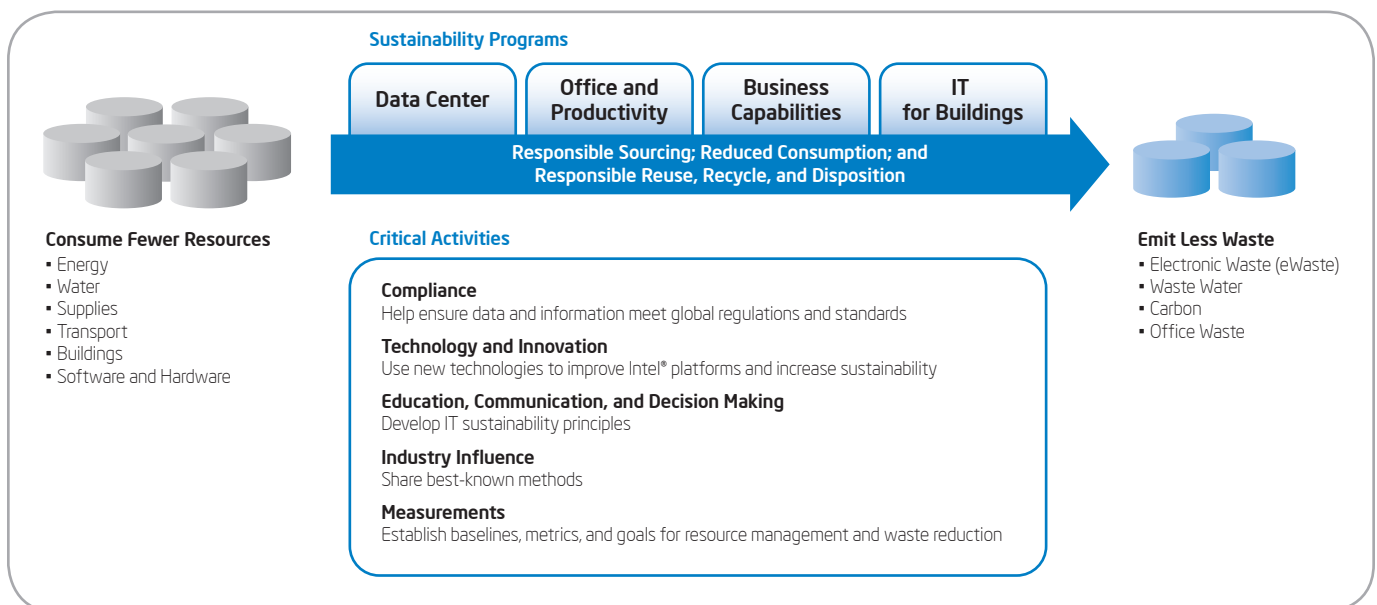 Sustainability Programs
Data Center
Office and
Productivity
Business
Capabilities
IT
for Buildings
Responsible Sourcing; Reduced Consumption; and
Responsible Reuse, Recycle, and Disposition
Consume Fewer Resources
▪ Energy
▪ Water
▪ Supplies
▪ Transport
▪ Buildings
▪ Software and Hardware
Critical Activities
Compliance
Help ensure data and information meet global regulations and standards
Technology and Innovation
Use new technologies to improve Intel® platforms and increase sustainability
Education, Communication, and Decision Making
Develop IT sustainability principles
Industry Influence
Share best-known methods
Measurements
Establish baselines, metrics, and goals for resource management and waste reduction
Emit Less Waste
▪ Electronic Waste (eWaste)
▪ Waste Water
▪ Carbon
▪ Office Waste